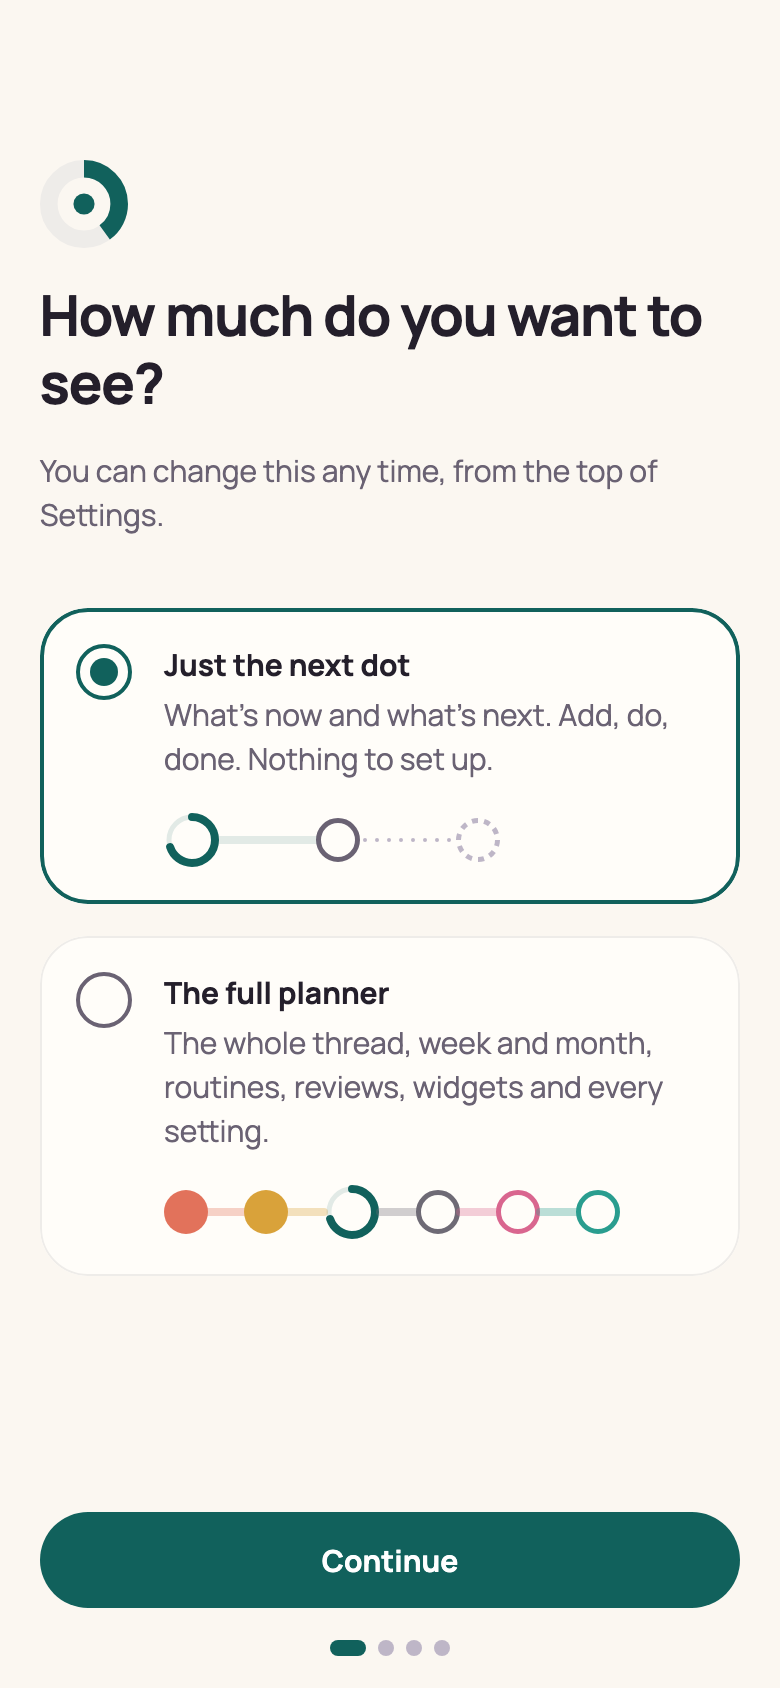 How much do you want to
see?
You can change this any time, from the top of
Settings.
Just the next dot
What’s now and what’s next. Add, do,
done. Nothing to set up.
The full planner
The whole thread, week and month,
routines, reviews, widgets and every
setting.
Continue